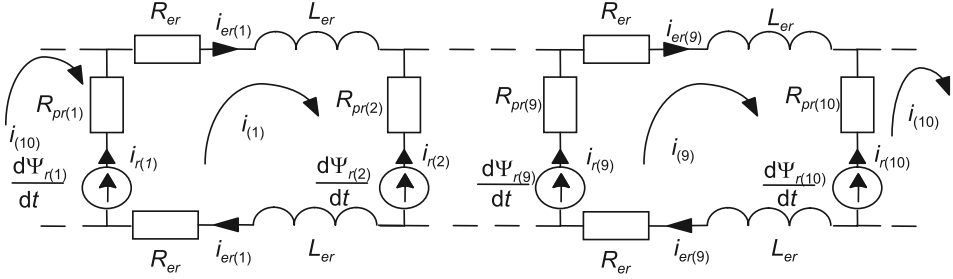 R_er i_er(1) L_er R_er i_er(9) L_er
R_pr(1) R_pr(2) R_pr(9) R_pr(10)
i_(10) i_(1) i_(9) i_(10)
i_r(1) i_r(2) i_r(9) i_r(10)
dΨ_r(1) dΨ_r(2) dΨ_r(9) dΨ_r(10)
dt dt dt dt
R_er i_er(1) L_er R_er i_er(9) L_er